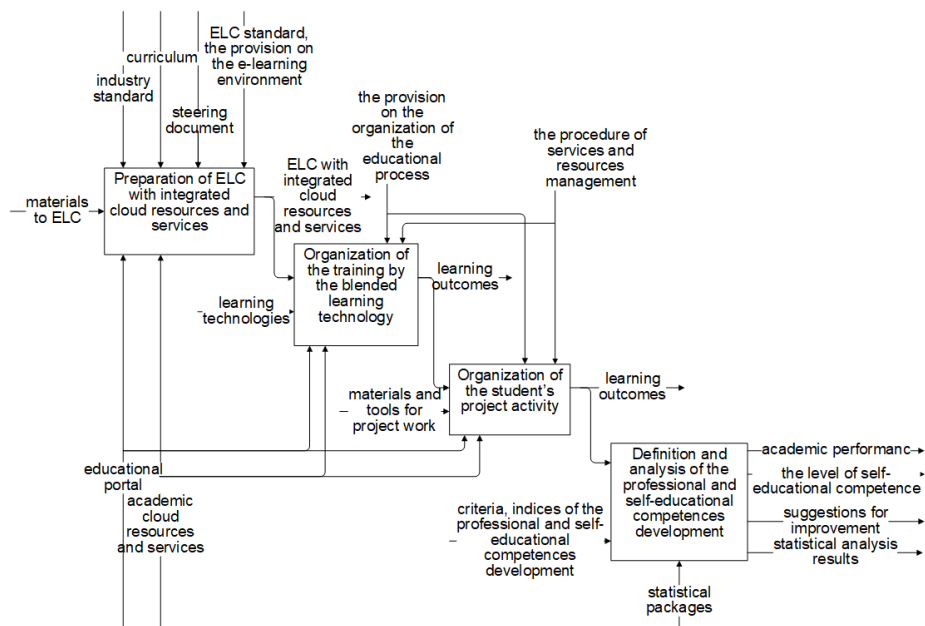 ELC standard,
the provision on
the e-learning
environment
curriculum
industry
standard
steering
document
the provision
on the
organization of
the
educational
process
the procedure of
services and
resources
management
materials
to ELC
Preparation of ELC
with integrated
cloud resources and
services
ELC with
integrated
cloud
resources
and services
Organization of
the training by
the blended
learning
technology
learning
outcomes
learning
technologies
Organization of
the student's
project activity
learning
outcomes
materials and
tools for
project work
educational
portal
academic
cloud
resources
and services
Definition and
analysis of the
professional and
self-educational
competences
development
academic performanc
the level of self-
educational competence
suggestions for
improvement
statistical analysis
results
criteria, indices of the
professional and self-
educational
competences
development
statistical
packages